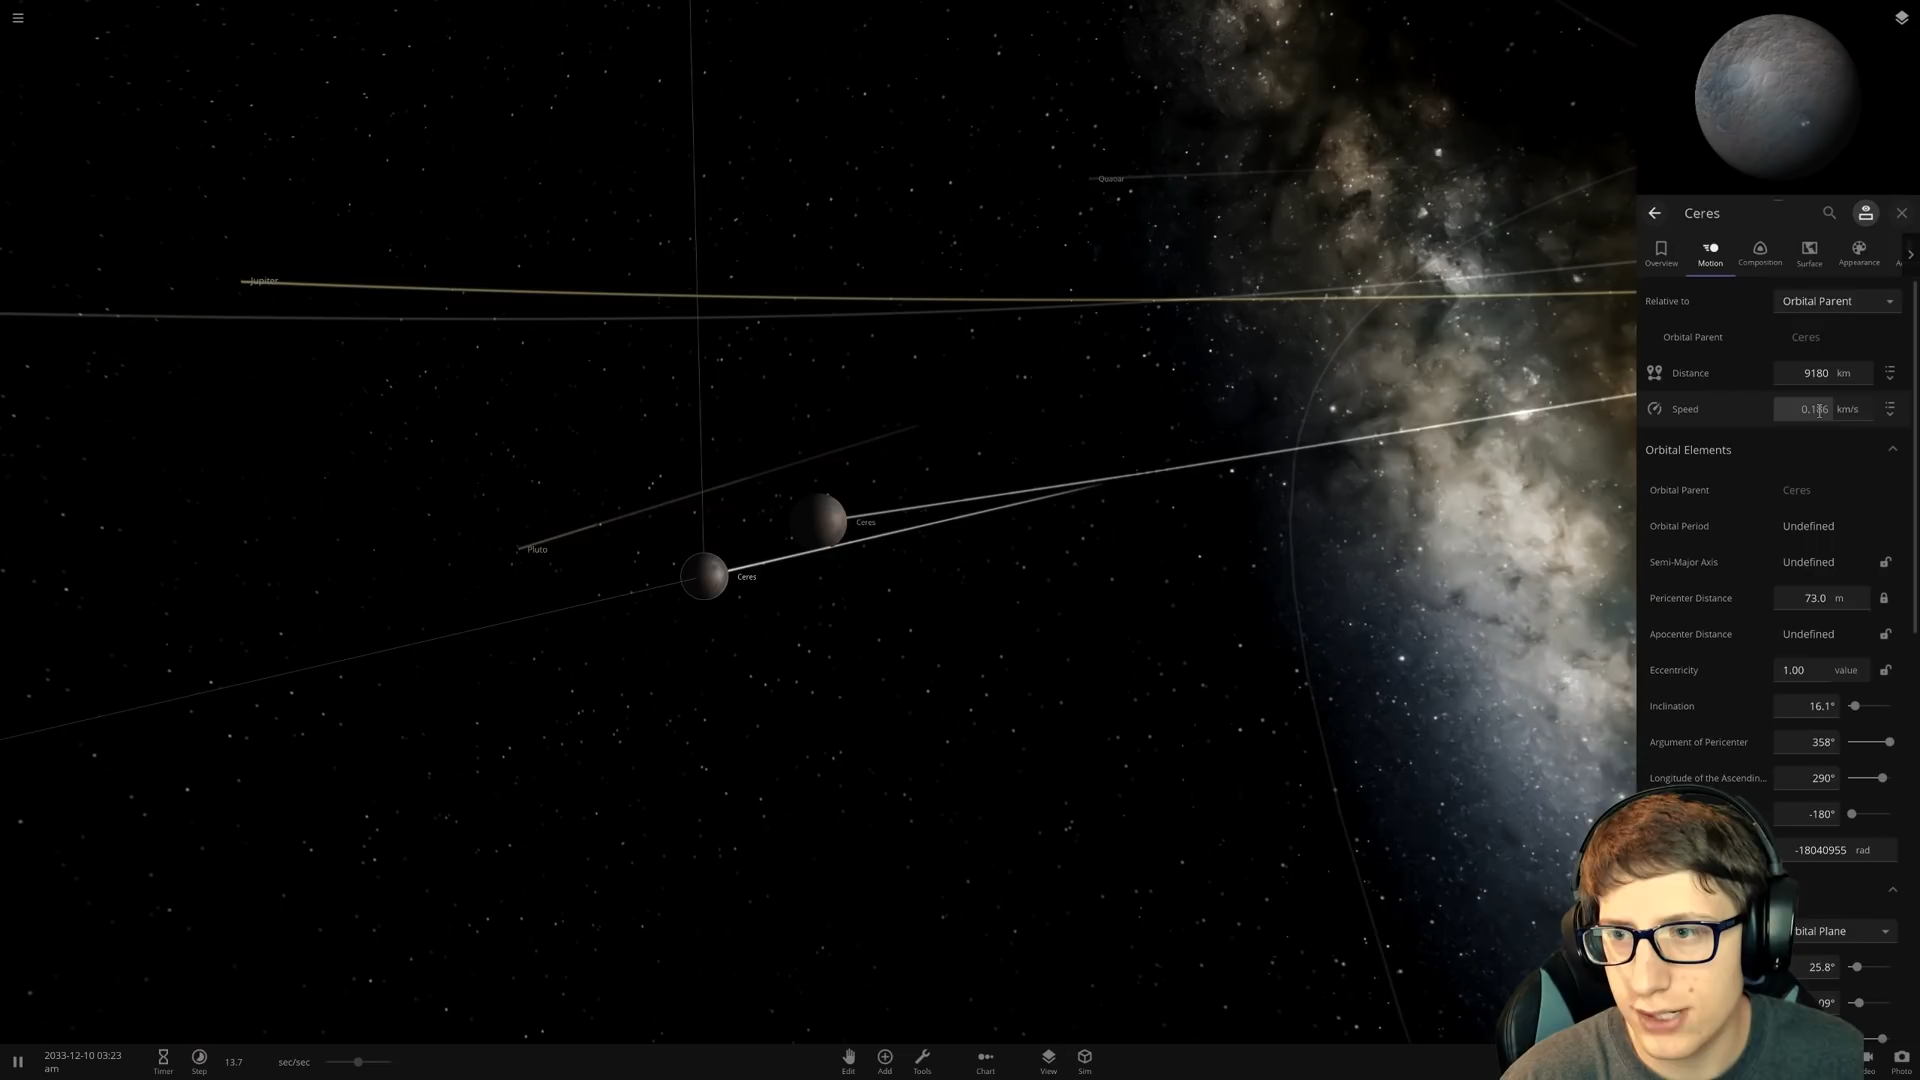 Ceres
Overview
Motion
Composition
Surface
Appearance
Relative to
Orbital Parent
Orbital Parent
Ceres
Distance
9180 km
Speed
km/s
Orbital Elements
Orbital Parent
Ceres
Orbital Period
Undefined
Semi-Major Axis
Undefined
Pericenter Distance
73.0 m
Apocenter Distance
Undefined
Eccentricity
1.00 value
Inclination
16.1°
Argument of Pericenter
358°
Longitude of the Ascendin...
290°
-180°
-18040955 rad
bital Plane
25.8°
09°
Quaoar
Jupiter
Ceres
Pluto
Ceres
2033-12-10 03:23
am
Timer
Step
13.7
sec/sec
Edit
Add
Tools
Chart
View
Sim
deo
Photo